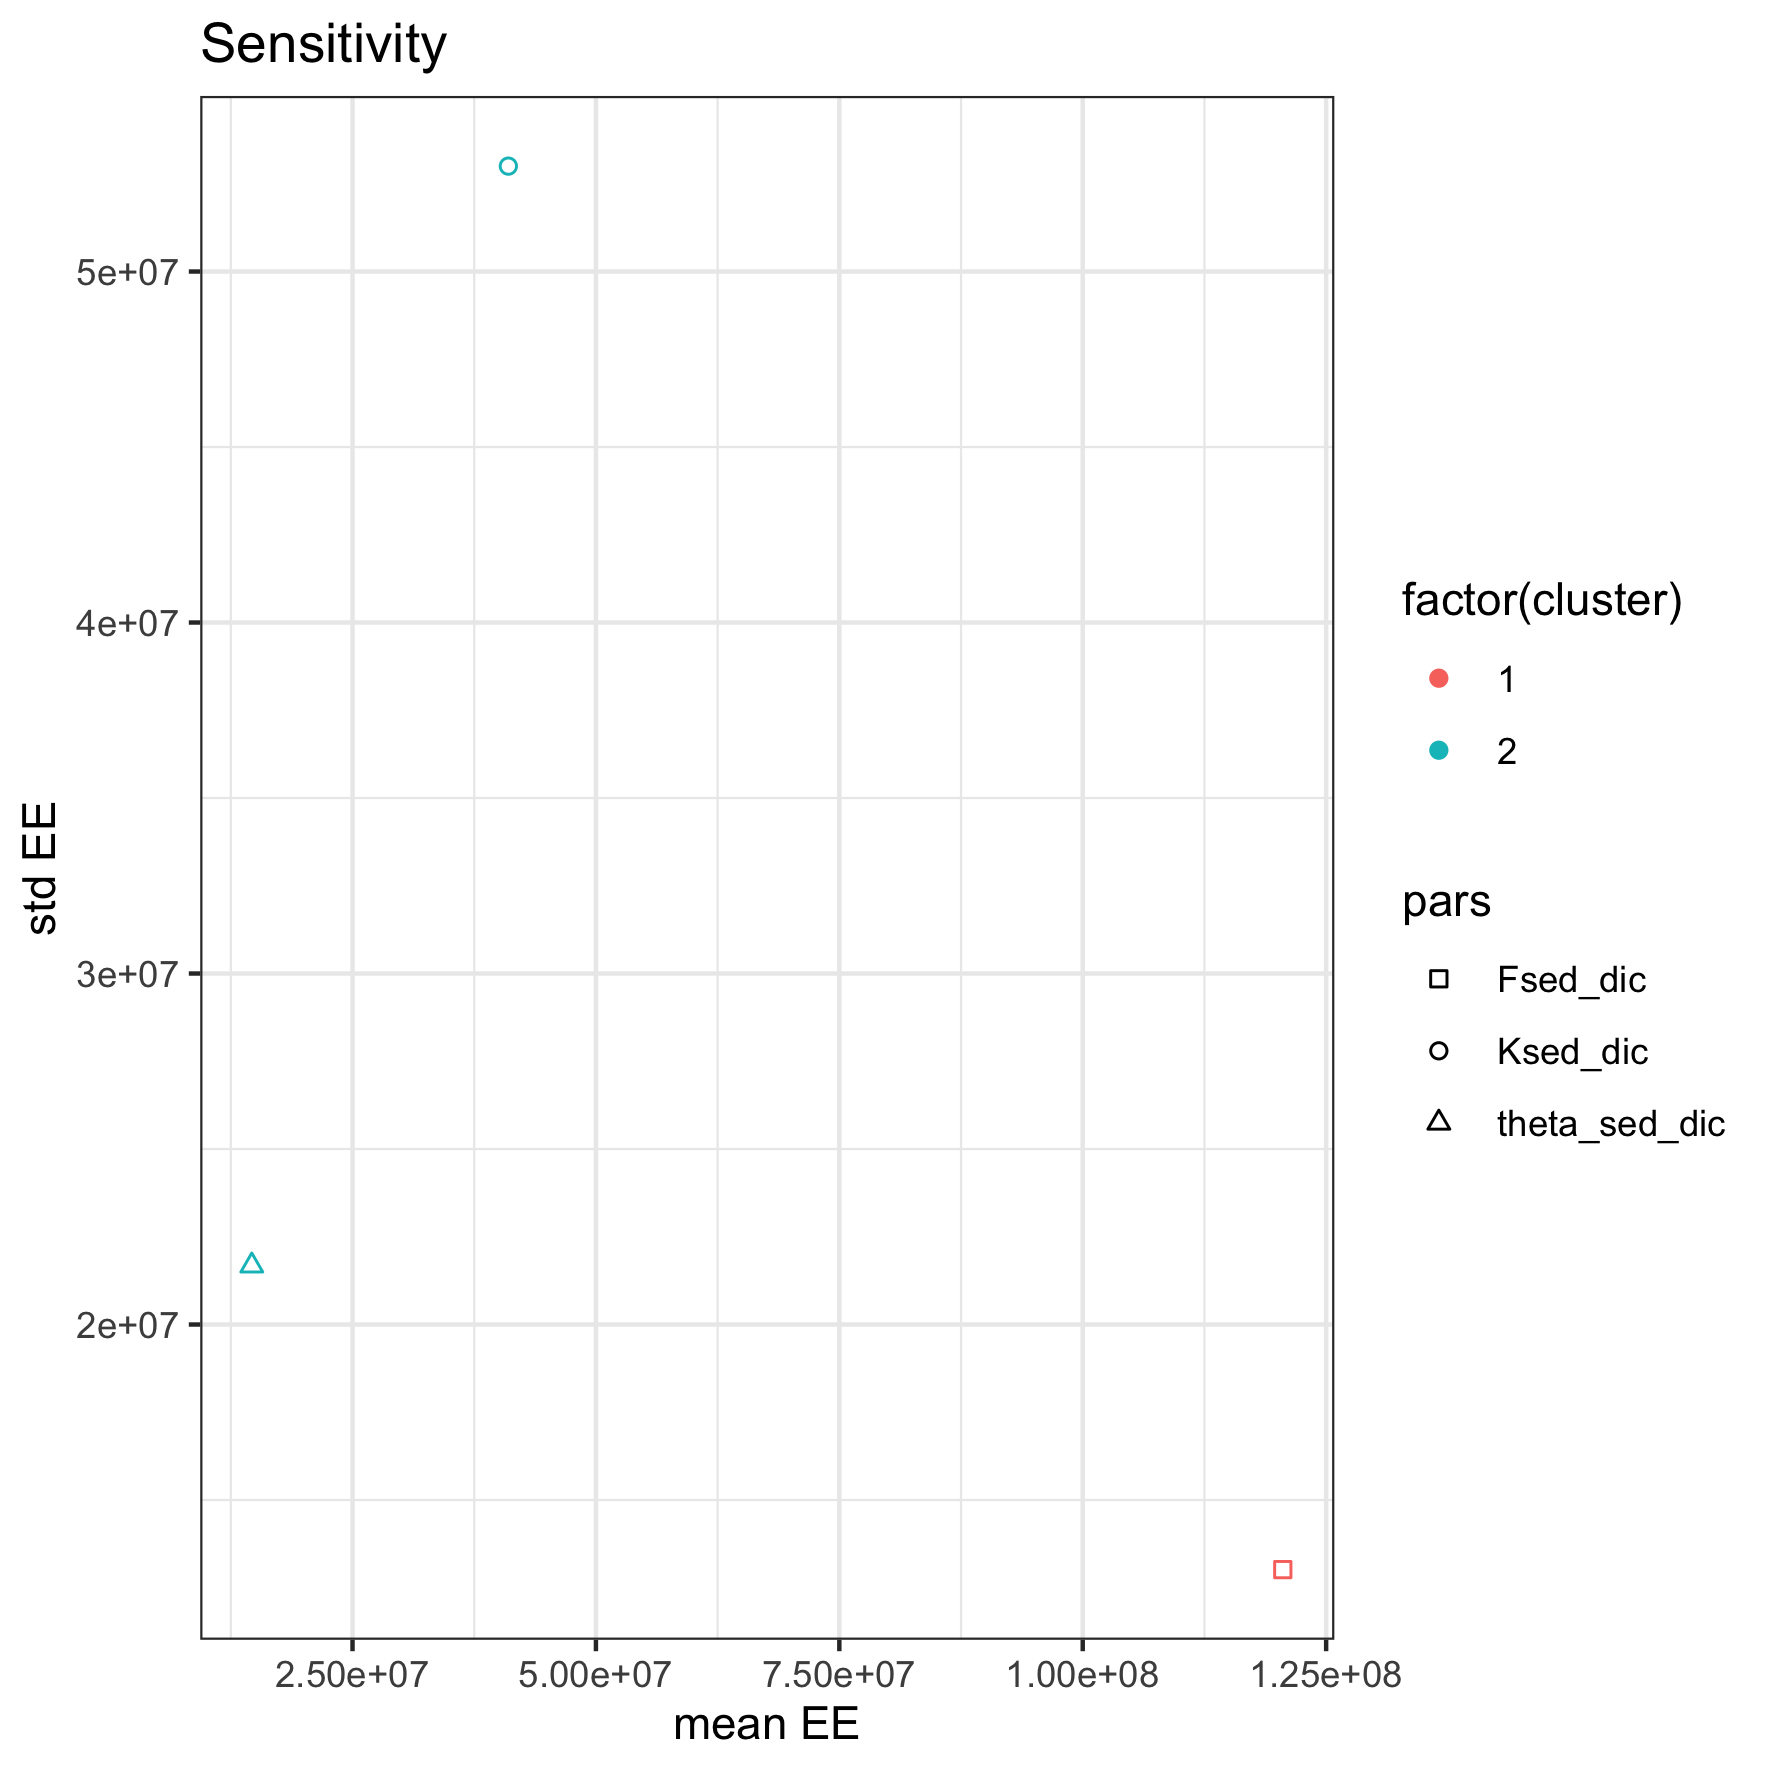 Sensitivity
5e+07
4e+07
3e+07
2e+07
std EE
2.50e+07
5.00e+07
7.50e+07
1.00e+08
1.25e+08
mean EE
factor(cluster)
1
2
pars
Fsed_dic
Ksed_dic
theta_sed_dic